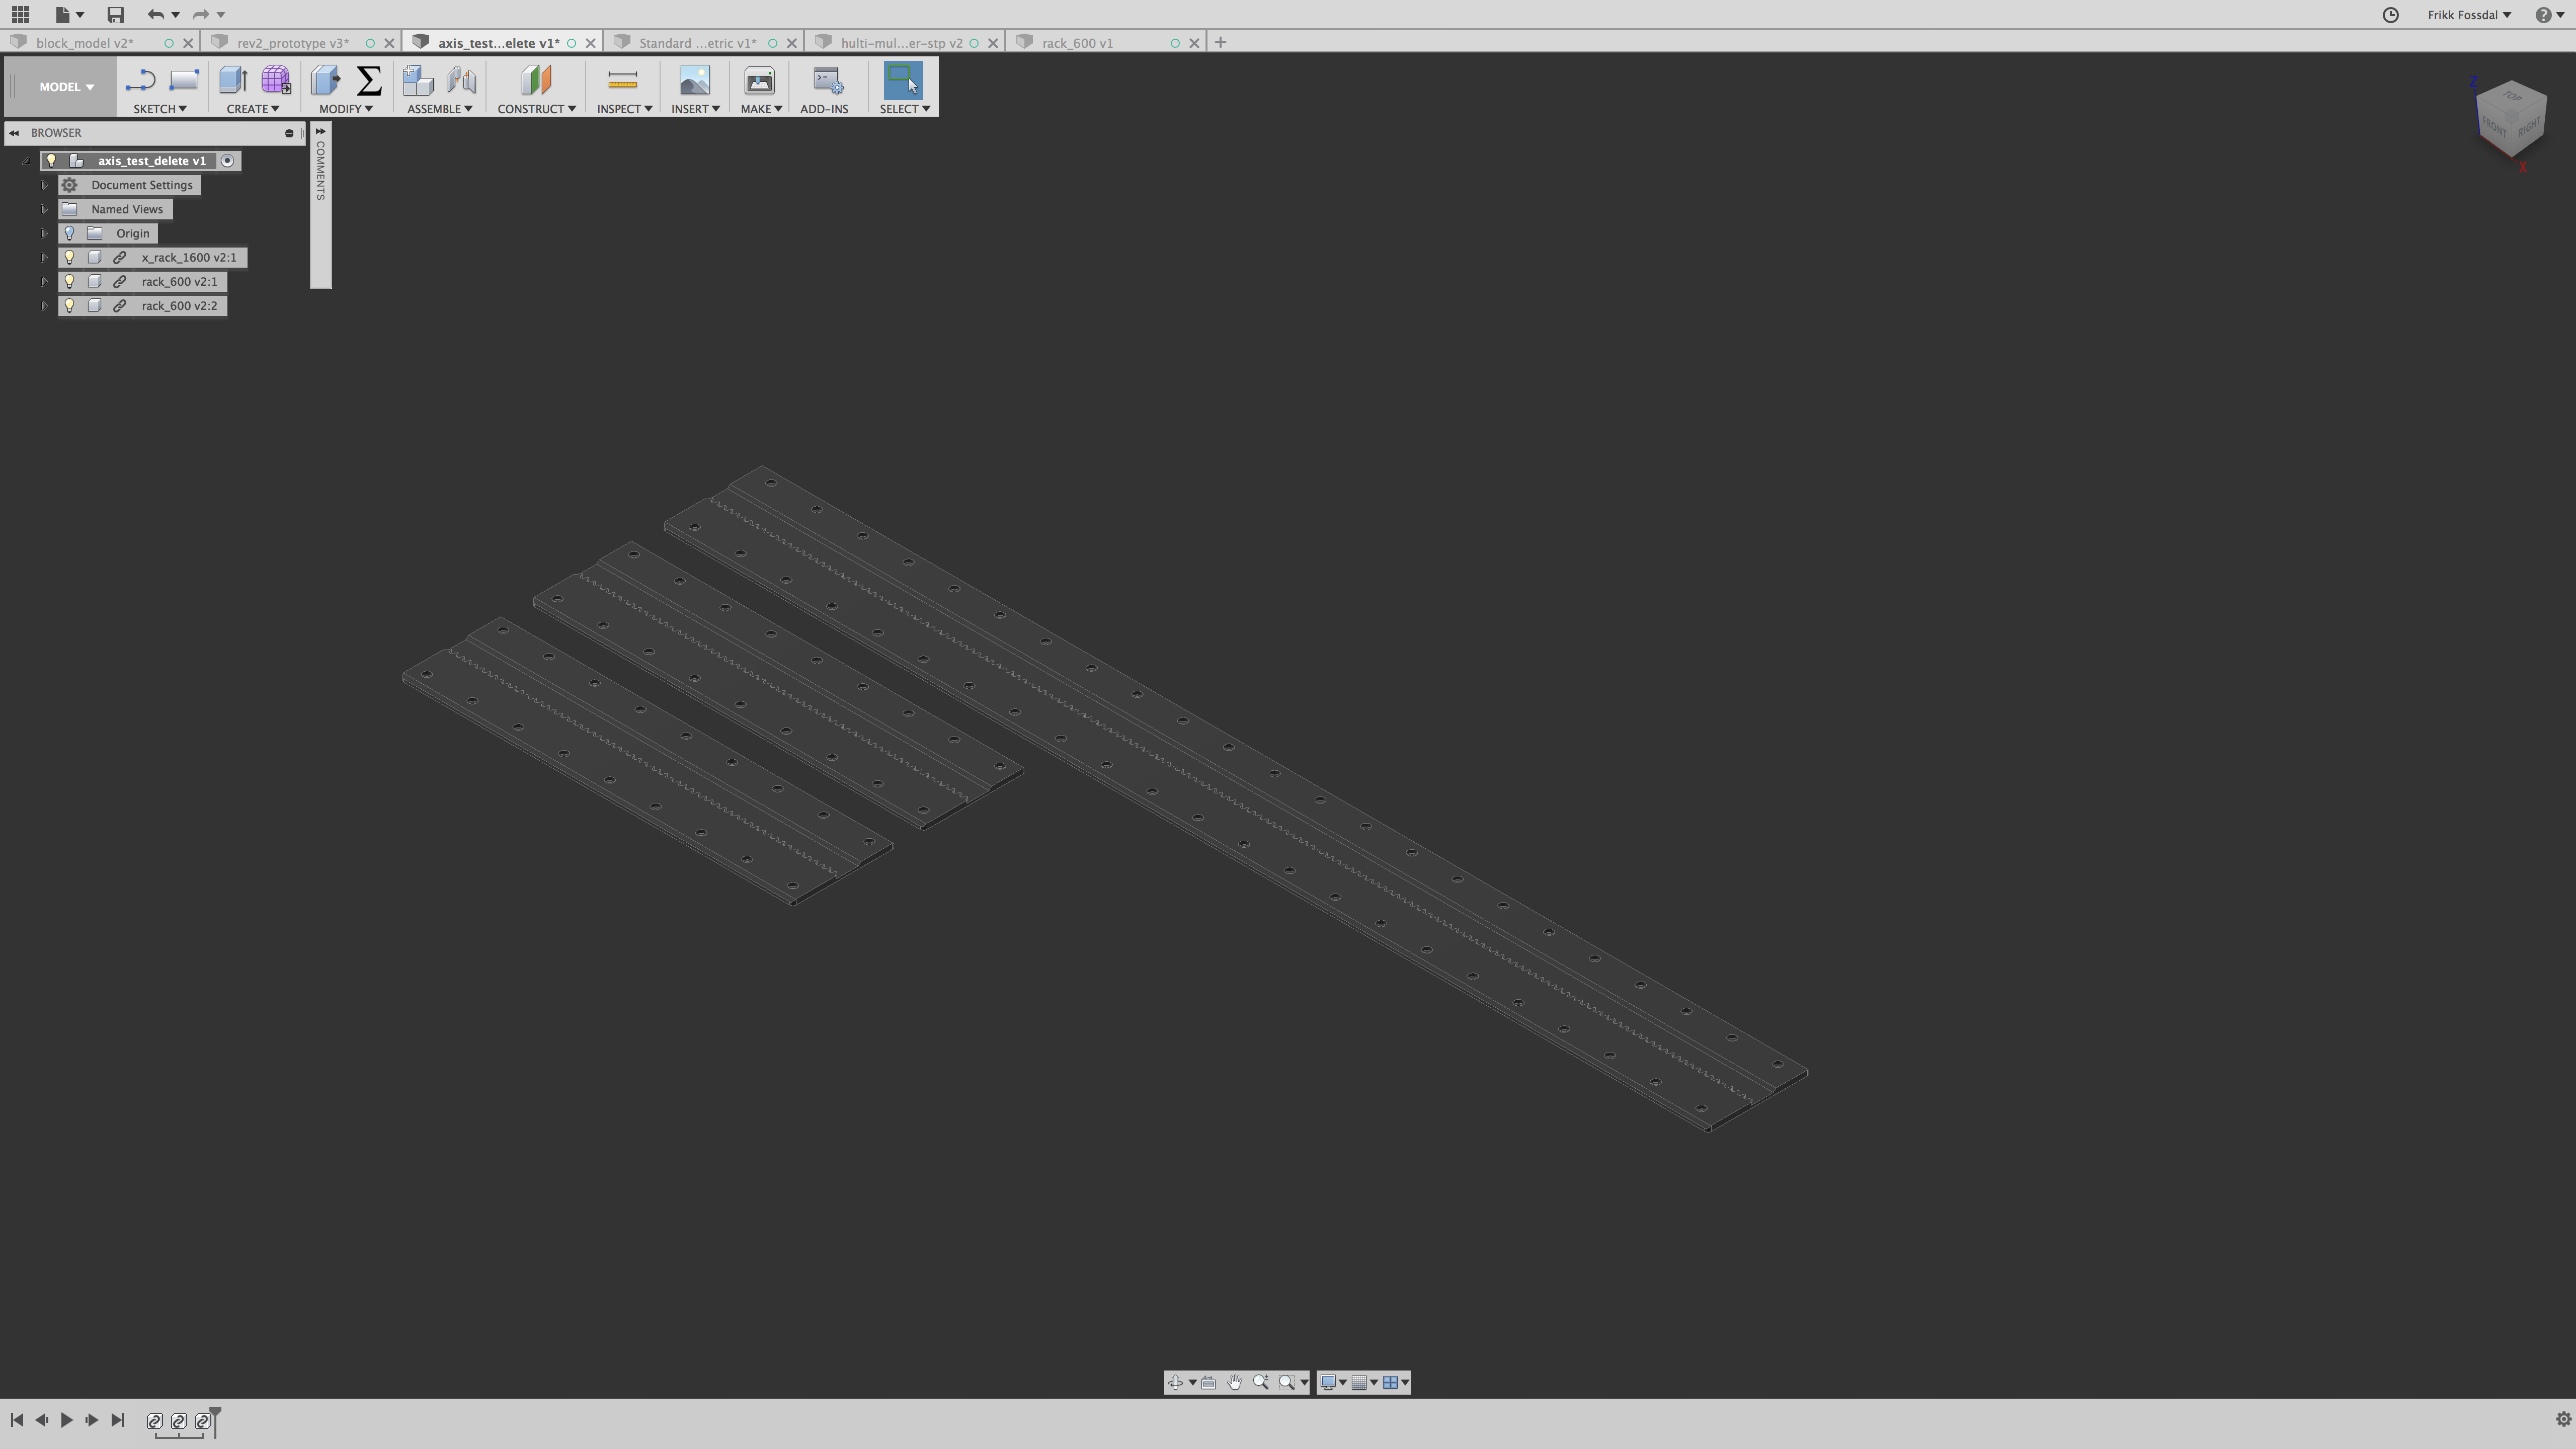 Frikk Fossdal
block_model v2*
rev2_prototype v3*
axis_test...elete v1*
Standard ...etric v1*
hulti-mul...er-stp v2
rack_600 v1
MODEL
SKETCH
CREATE
MODIFY
ASSEMBLE
CONSTRUCT
INSPECT
INSERT
MAKE
ADD-INS
SELECT
BROWSER
COMMENTS
axis_test_delete v1
Document Settings
Named Views
Origin
x_rack_1600 v2:1
rack_600 v2:1
rack_600 v2:2
Z
TOP
FRONT
RIGHT
X